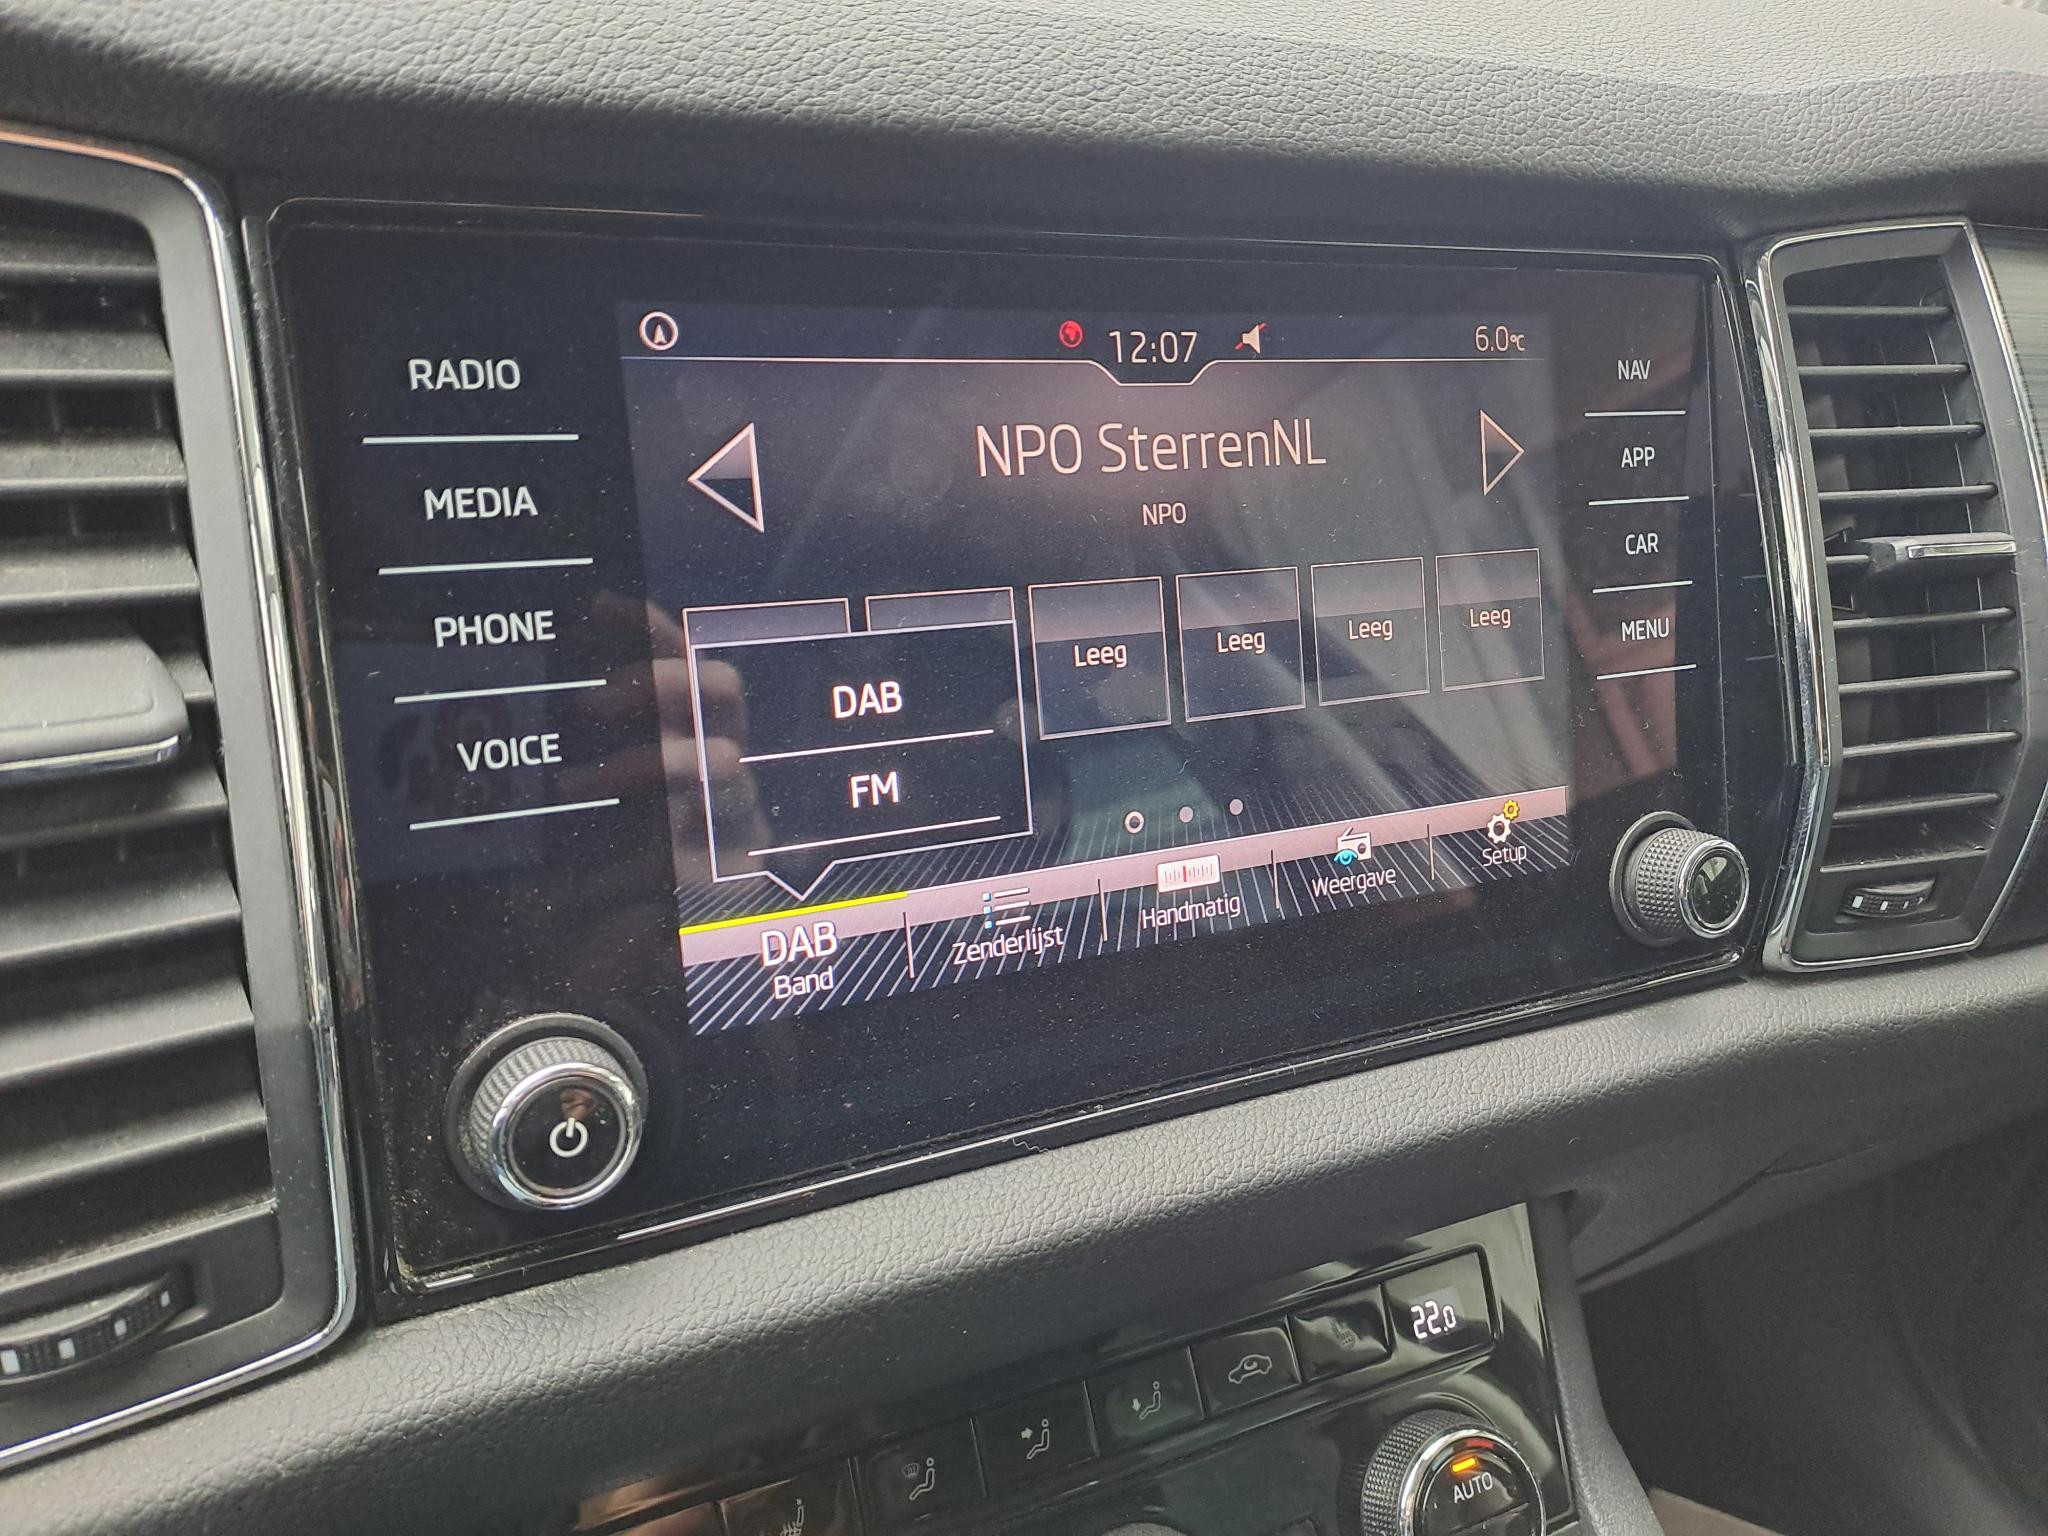 RADIO
MEDIA
PHONE
VOICE
12:07
6.0°C
NPO SterrenNL
NPO
Leeg
Leeg
Leeg
Leeg
DAB
FM
DAB
Band
Zenderlijst
Handmatig
Weergave
Setup
NAV
APP
CAR
MENU
22.0
AUTO